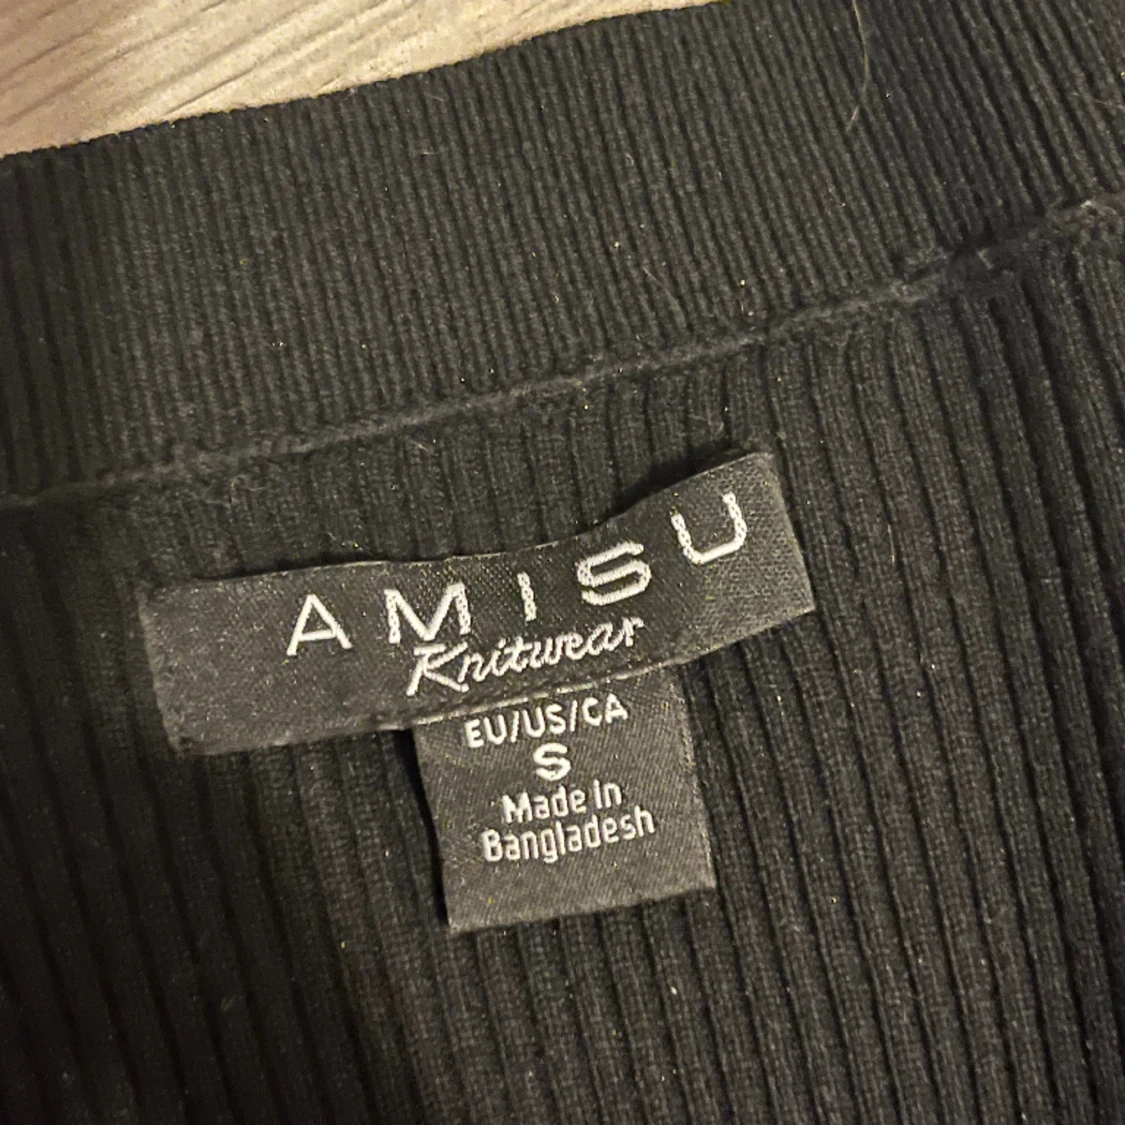 AMISU
Knitwear
EU/US/CA
S
Made in
Bangladesh